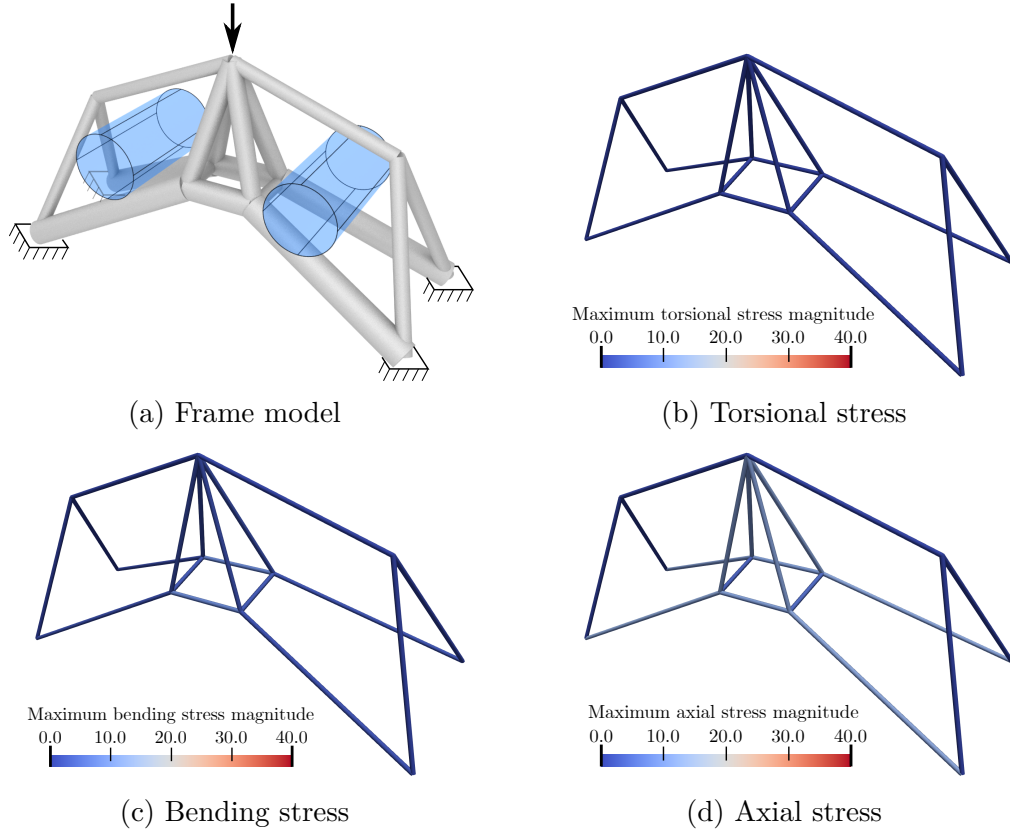 (a) Frame model
Maximum torsional stress magnitude
0.0 10.0 20.0 30.0 40.0
(b) Torsional stress
Maximum bending stress magnitude
0.0 10.0 20.0 30.0 40.0
(c) Bending stress
Maximum axial stress magnitude
0.0 10.0 20.0 30.0 40.0
(d) Axial stress